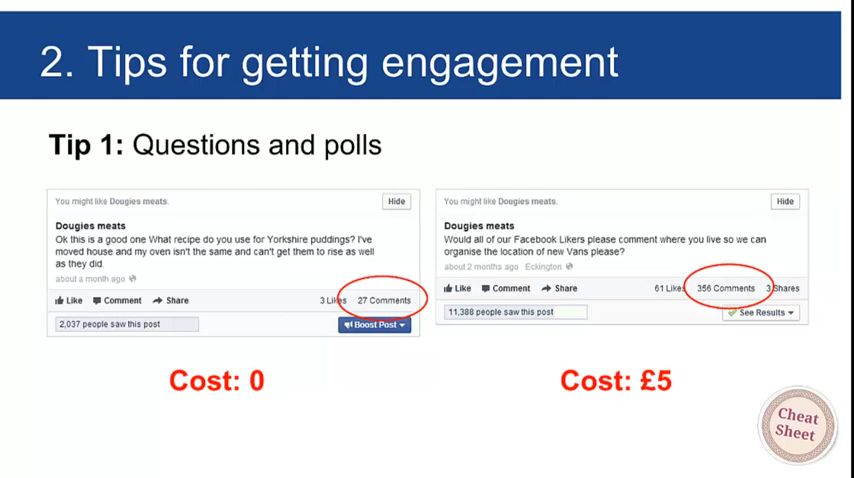 2. Tips for getting engagement
Tip 1: Questions and polls
You might like Dougies meats.
Hide
Dougies meats
Ok this is a good one What recipe do you use for Yorkshire puddings? I've
moved house and my oven isn't the same and can't get them to rise as well
as they did.
about a month ago
Like Comment Share
3 Likes 27 Comments
2,037 people saw this post
Boost Post
Cost: 0
You might like Dougies meats.
Hide
Dougies meats
Would all of our Facebook Likers please comment where you live so we can
organise the location of new Vans please?
about 2 months ago · Eckington
Like Comment Share
61 Likes 356 Comments 3 Shares
11,388 people saw this post
See Results
Cost: £5
Cheat
Sheet